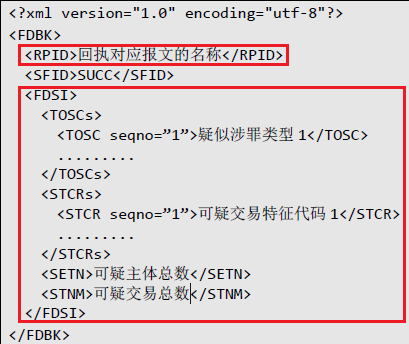 <?xml version="1.0" encoding="utf-8"?>
<FDBK>
<RPID>回执对应报文的名称</RPID>
<SFID>SUCC</SFID>
<FDSI>
<TOSCs>
<TOSC seqno=”1”>疑似涉罪类型 1</TOSC>
.........
</TOSCs>
<STCRs>
<STCR seqno=”1”>可疑交易特征代码 1</STCR>
.........
</STCRs>
<SETN>可疑主体总数</SETN>
<STNM>可疑交易总数</STNM>
</FDSI>
</FDBK>